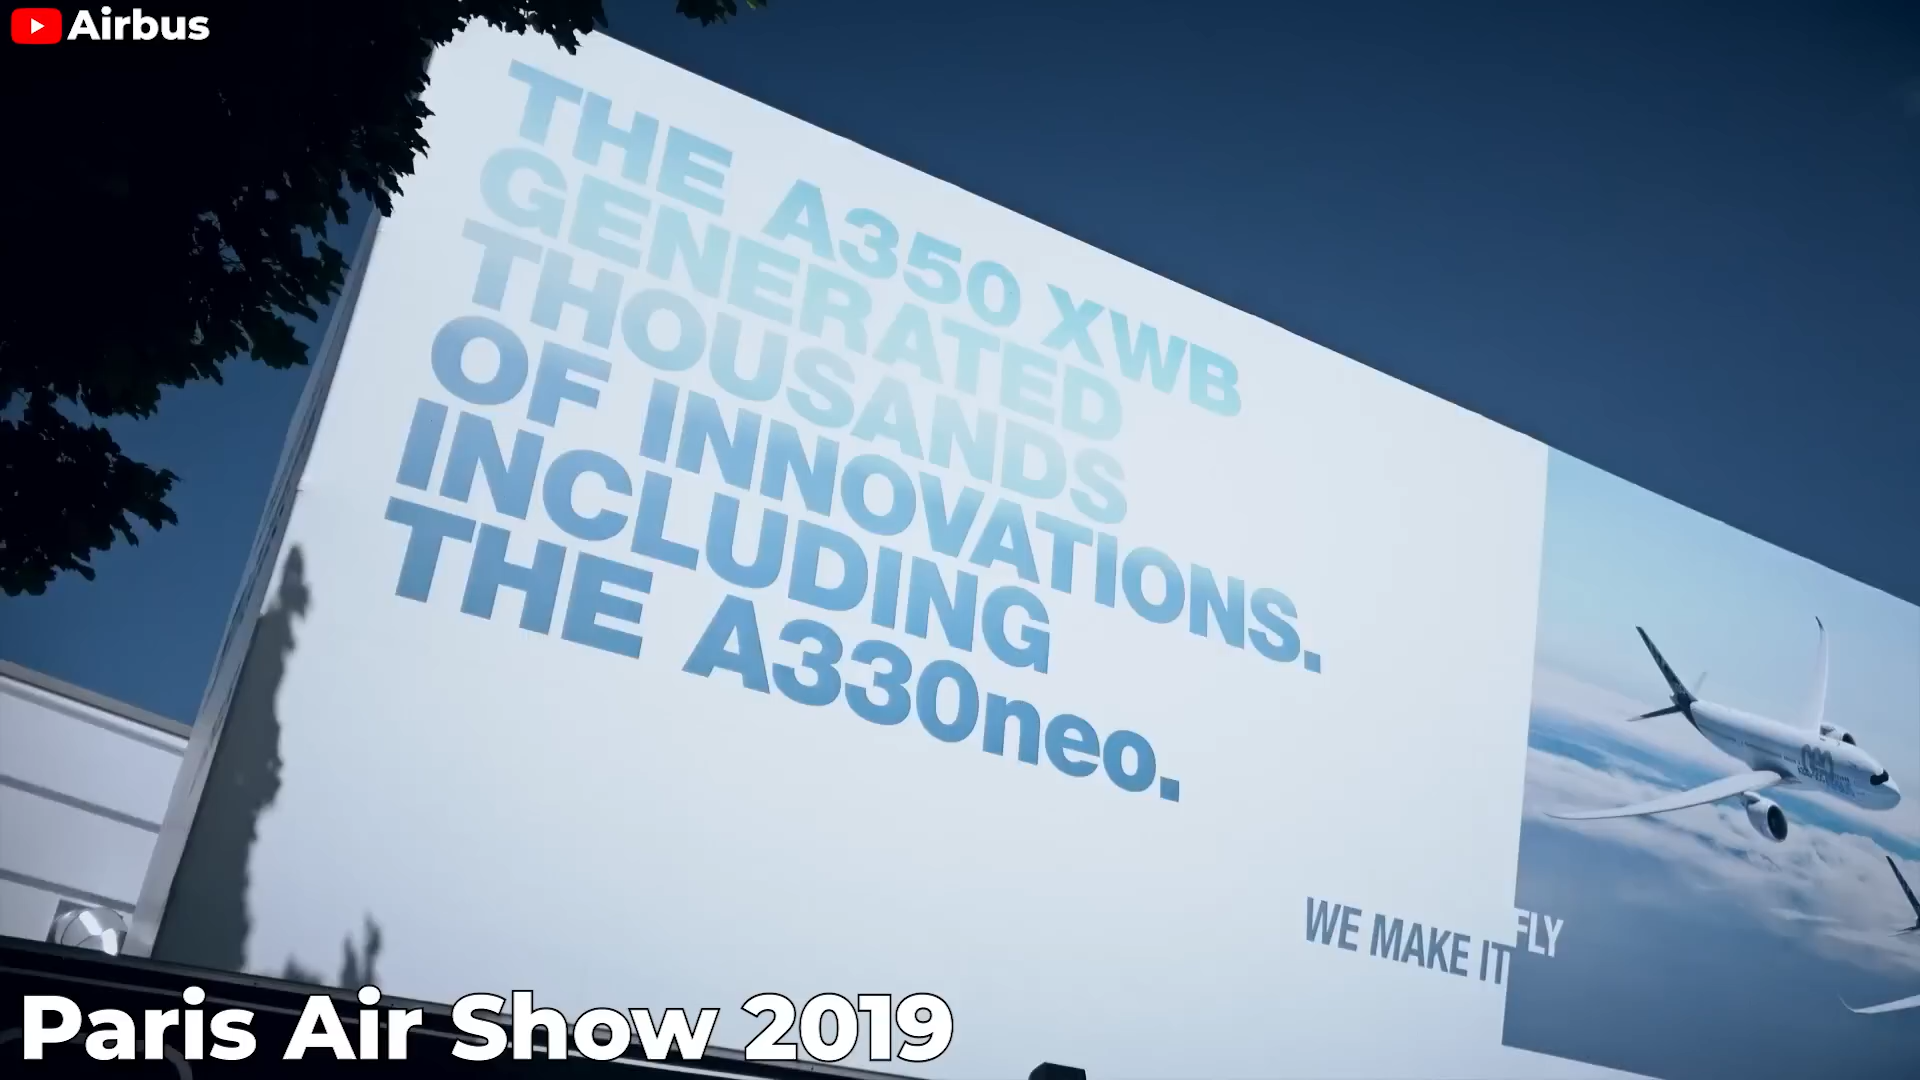 Airbus
THE A350 XWB
GENERATED
THOUSANDS
OF INNOVATIONS.
INCLUDING
THE A330neo.
WE MAKE IT FLY
Paris Air Show 2019